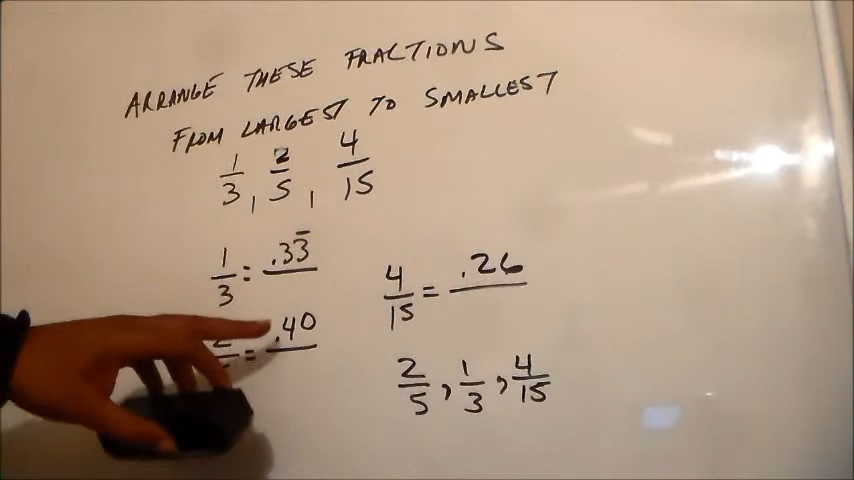 ARRANGE THESE FRACTIONS
FROM LARGEST TO SMALLEST
1/3, 2/5, 4/15
1/3 = .33̅
4/15 = .26
2/ = .40
2/5, 1/3, 4/15